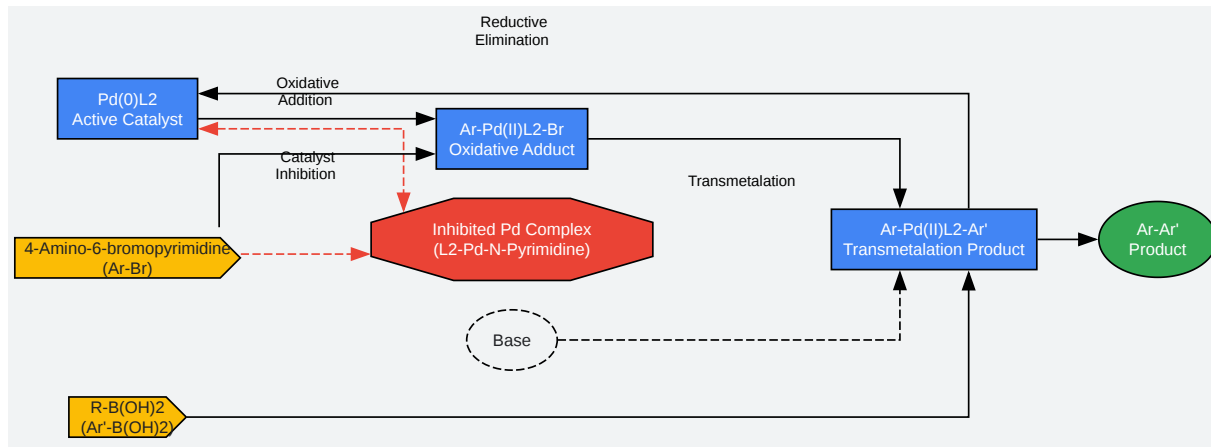 Reductive
Elimination
Pd(0)L2
Active Catalyst
Oxidative
Addition
Ar-Pd(II)L2-Br
Oxidative Adduct
Catalyst
Inhibition
Transmetalation
4-Amino-6-bromopyrimidine
(Ar-Br)
Inhibited Pd Complex
(L2-Pd-N-Pyrimidine)
Ar-Pd(II)L2-Ar'
Transmetalation Product
Ar-Ar'
Product
Base
R-B(OH)2
(Ar'-B(OH)2)